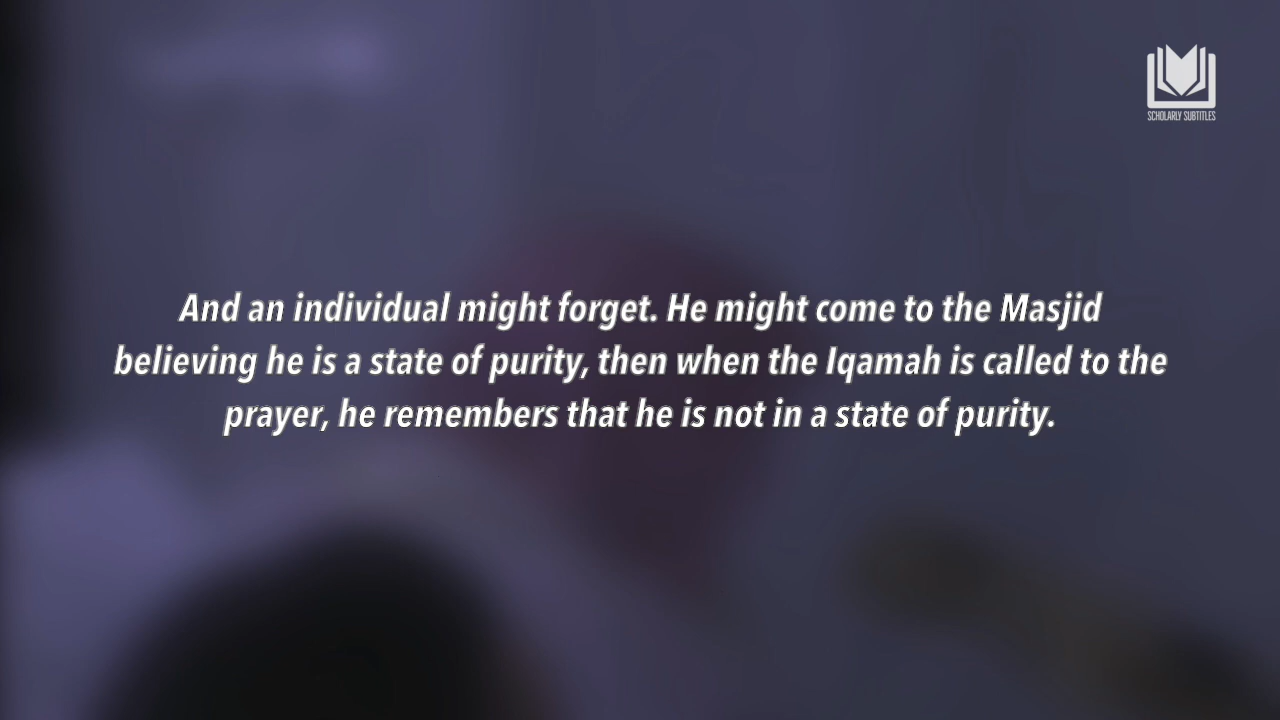 SCHOLARLY SUBTITLES
And an individual might forget. He might come to the Masjid
believing he is a state of purity, then when the Iqamah is called to the
prayer, he remembers that he is not in a state of purity.